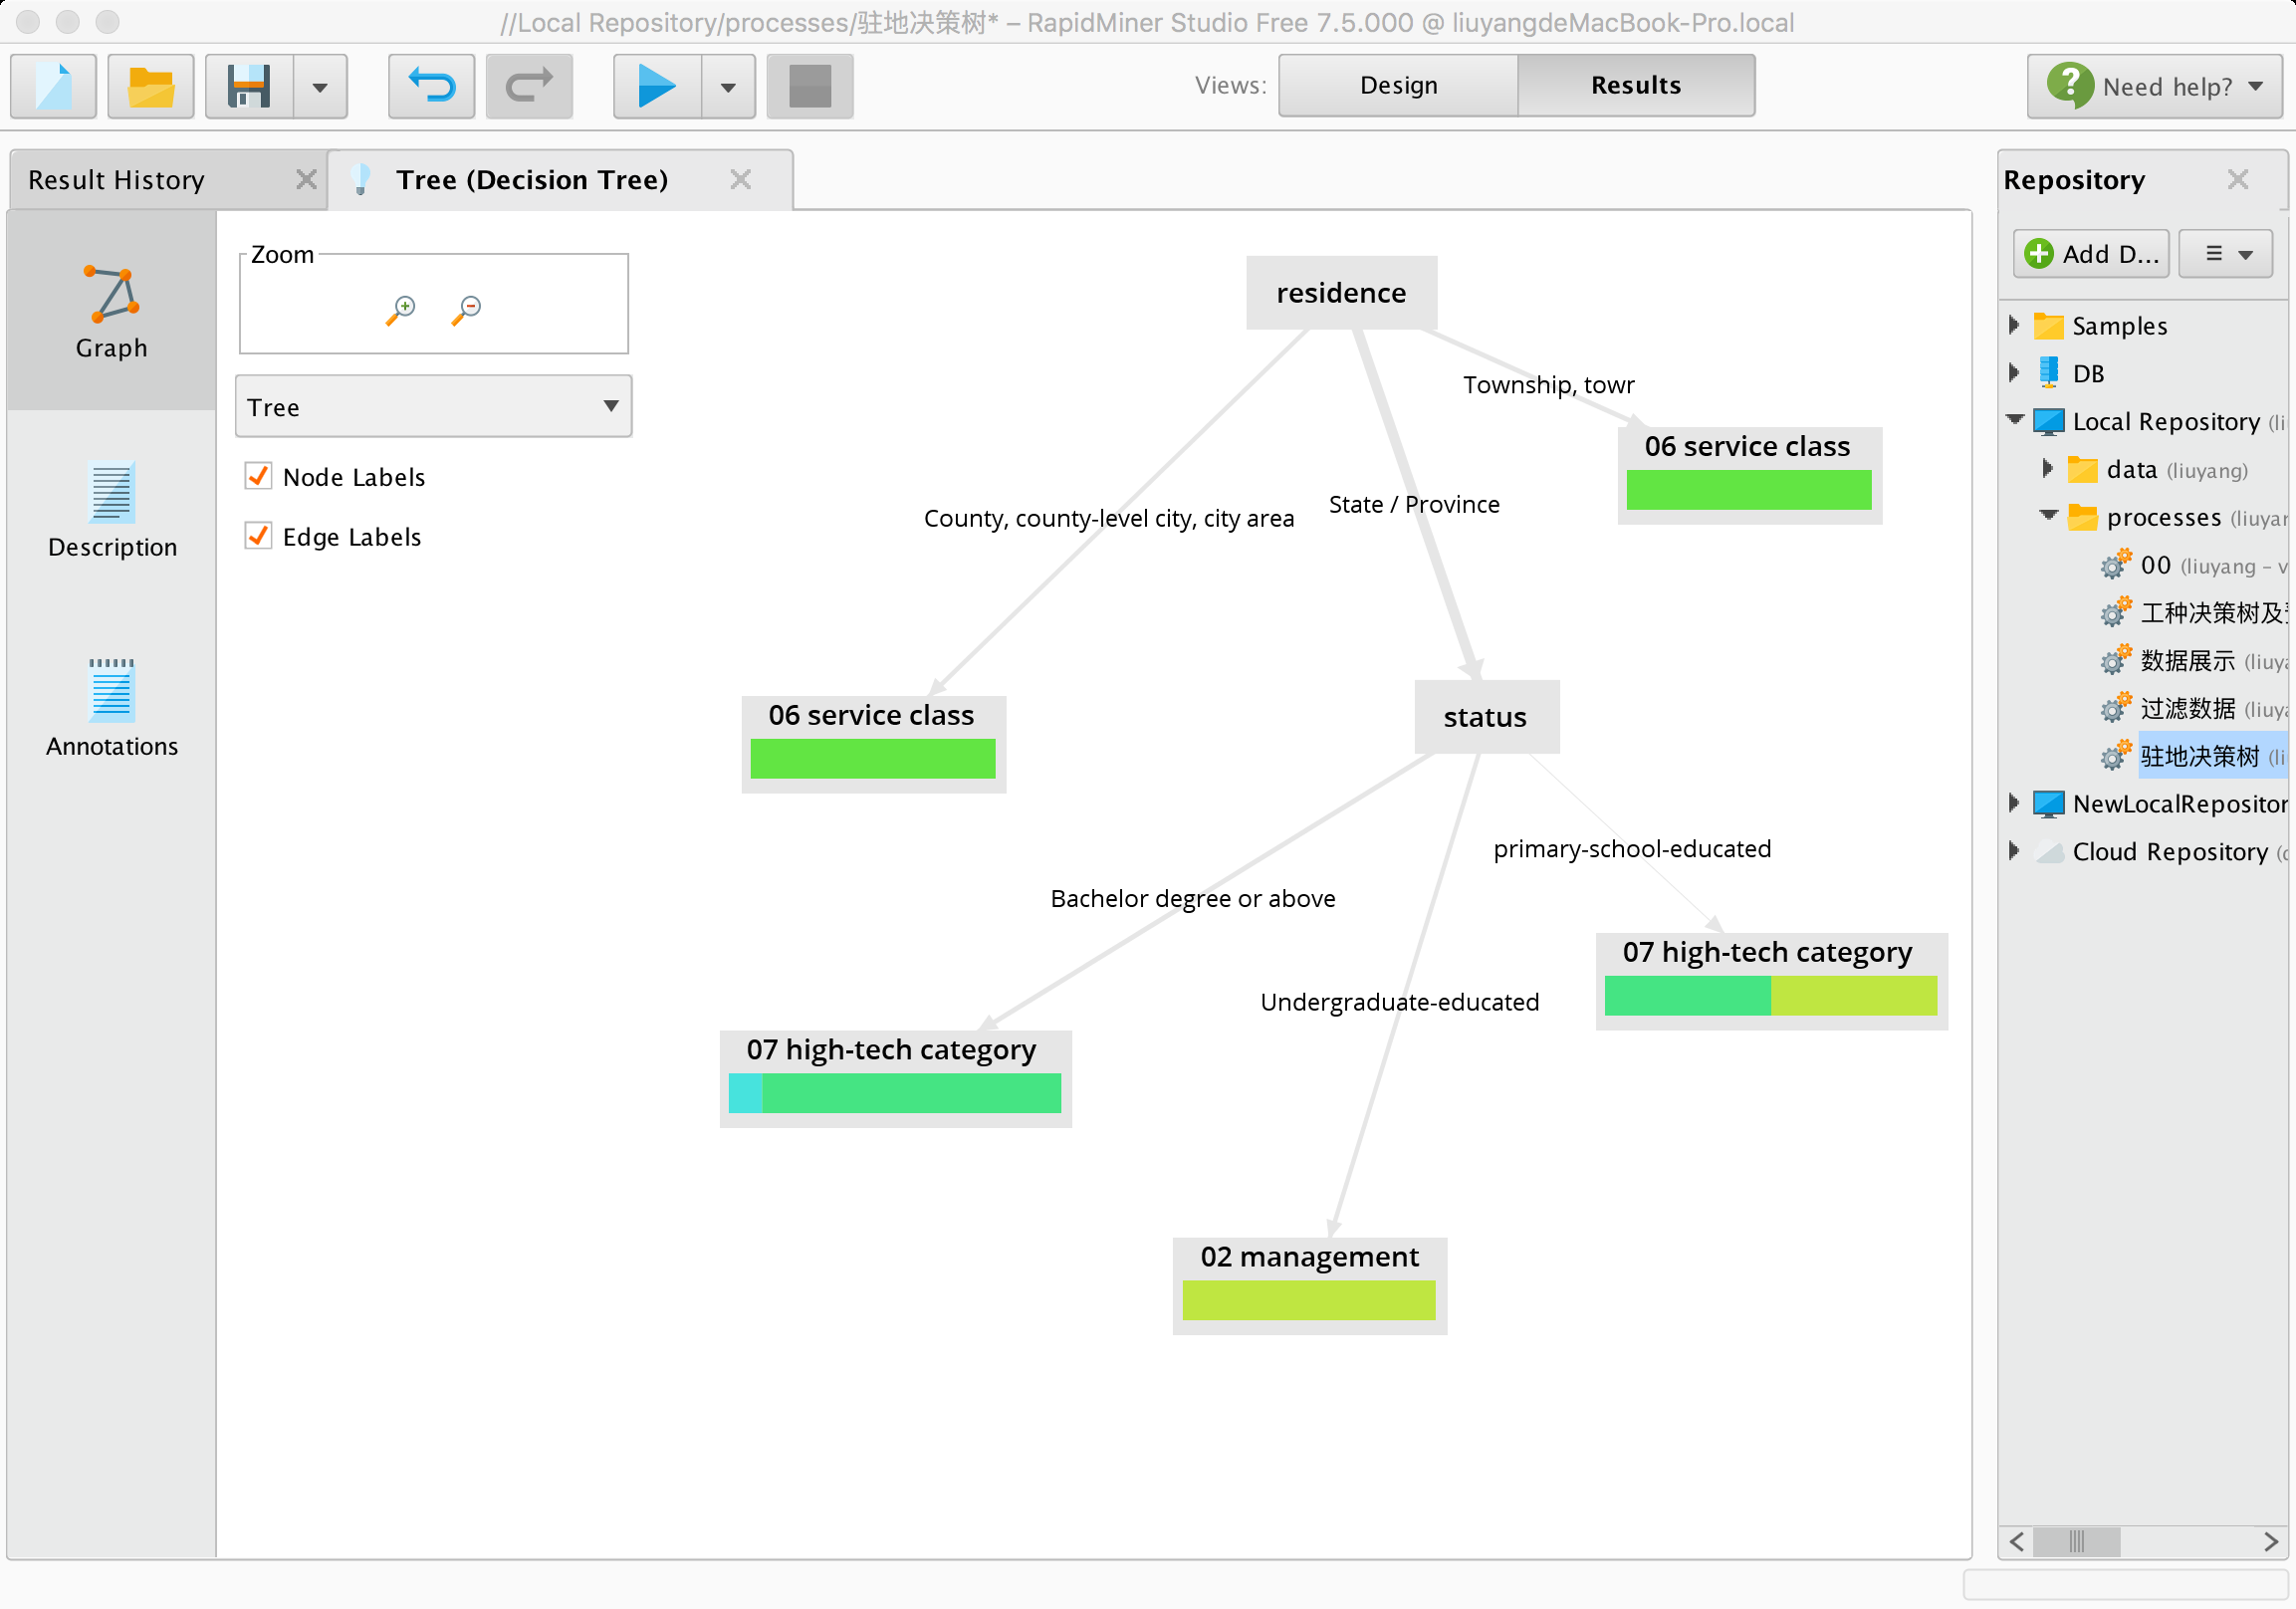 //Local Repository/processes/驻地决策树* – RapidMiner Studio Free 7.5.000 @ liuyangdeMacBook-Pro.local
Views:
Design
Results
Need help?
Result History
Tree (Decision Tree)
Repository
Graph
Description
Annotations
Zoom
Tree
Node Labels
Edge Labels
residence
Township, towr
06 service class
County, county-level city, city area
State / Province
06 service class
status
primary-school-educated
Bachelor degree or above
07 high-tech category
Undergraduate-educated
07 high-tech category
02 management
Add D...
Samples
DB
Local Repository (li
data (liuyang)
processes (liuyar
00 (liuyang – v
工种决策树及
数据展示 (liuya
过滤数据 (liuya
驻地决策树 (li
NewLocalRepositor
Cloud Repository (